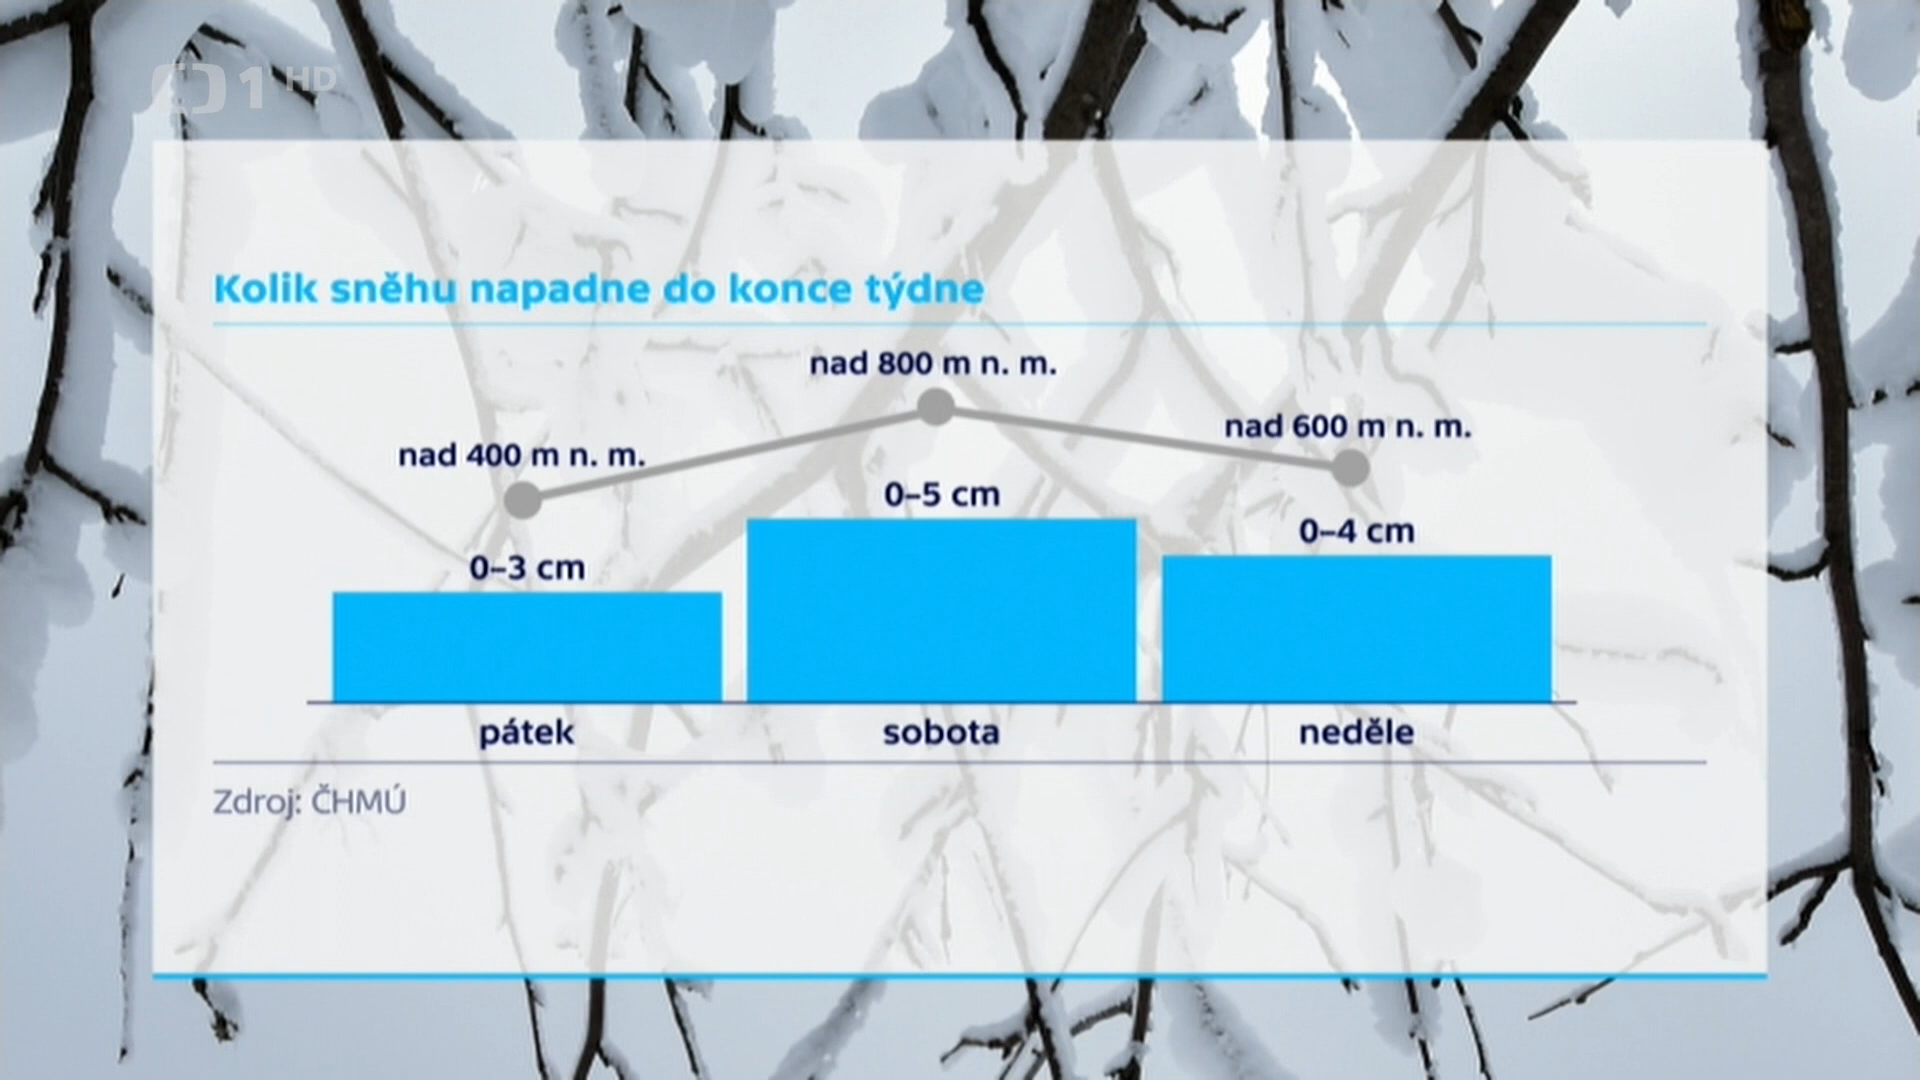 1 HD
Kolik sněhu napadne do konce týdne
nad 800 m n. m.
nad 600 m n. m.
nad 400 m n. m.
0–5 cm
0–4 cm
0–3 cm
pátek sobota neděle
Zdroj: ČHMÚ